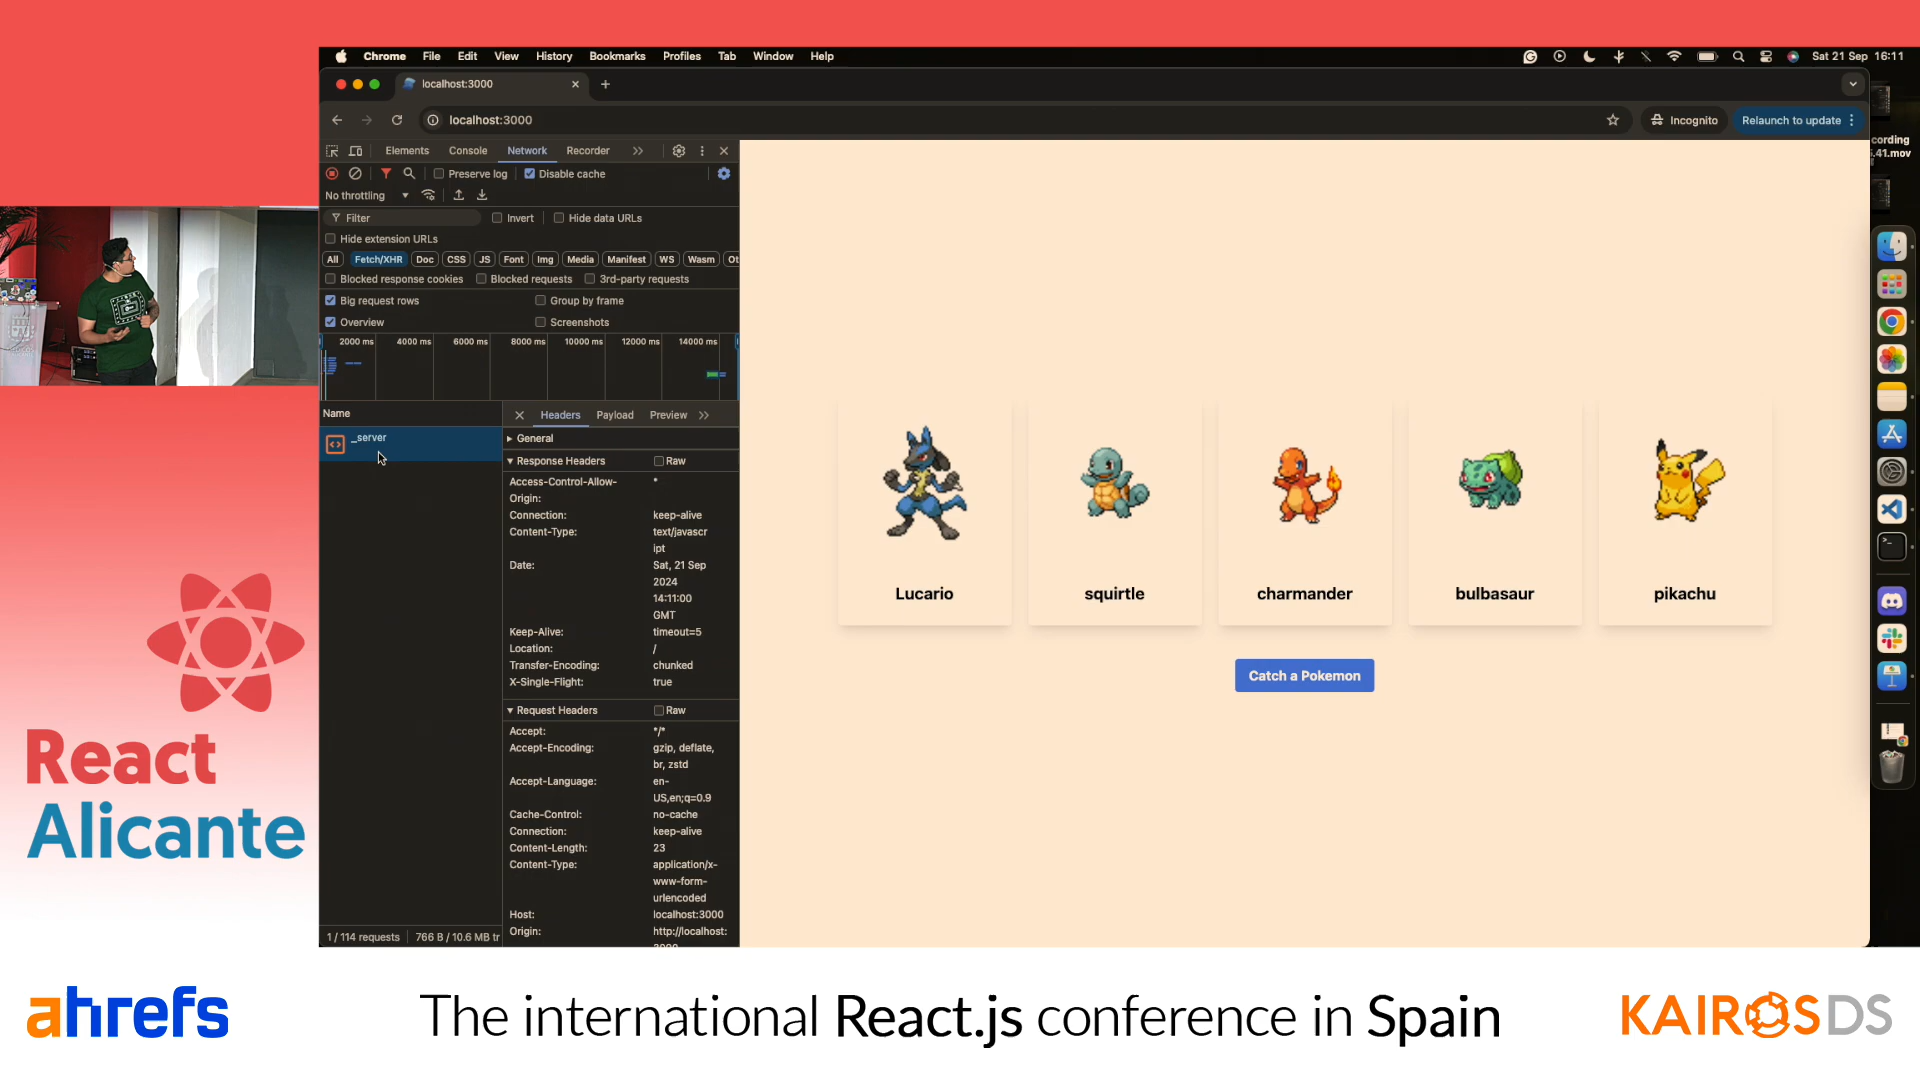 Chrome File Edit View History Bookmarks Profiles Tab Window Help
Sat 21 Sep 16:11
localhost:3000
localhost:3000
Incognito
Relaunch to update
cording
.41.mov
Elements Console Network Recorder
Preserve log Disable cache
No throttling
Filter Invert Hide data URLs
Hide extension URLs
All Fetch/XHR Doc CSS JS Font Img Media Manifest WS Wasm Ot
Blocked response cookies Blocked requests 3rd-party requests
Big request rows Group by frame
Overview Screenshots
2000 ms 4000 ms 6000 ms 8000 ms 10000 ms 12000 ms 14000 ms
Name
_server
Headers Payload Preview
General
Response Headers Raw
Access-Control-Allow-Origin: *
Connection: keep-alive
Content-Type: text/javascript
Date: Sat, 21 Sep 2024 14:11:00 GMT
Keep-Alive: timeout=5
Location: /
Transfer-Encoding: chunked
X-Single-Flight: true
Request Headers Raw
Accept: */*
Accept-Encoding: gzip, deflate, br, zstd
Accept-Language: en-US,en;q=0.9
Cache-Control: no-cache
Connection: keep-alive
Content-Length: 23
Content-Type: application/x-www-form-urlencoded
Host: localhost:3000
Origin: http://localhost:
1 / 114 requests 766 B / 10.6 MB tr
Lucario
squirtle
charmander
bulbasaur
pikachu
Catch a Pokemon
React
Alicante
ahrefs
The international React.js conference in Spain
KAIROSDS